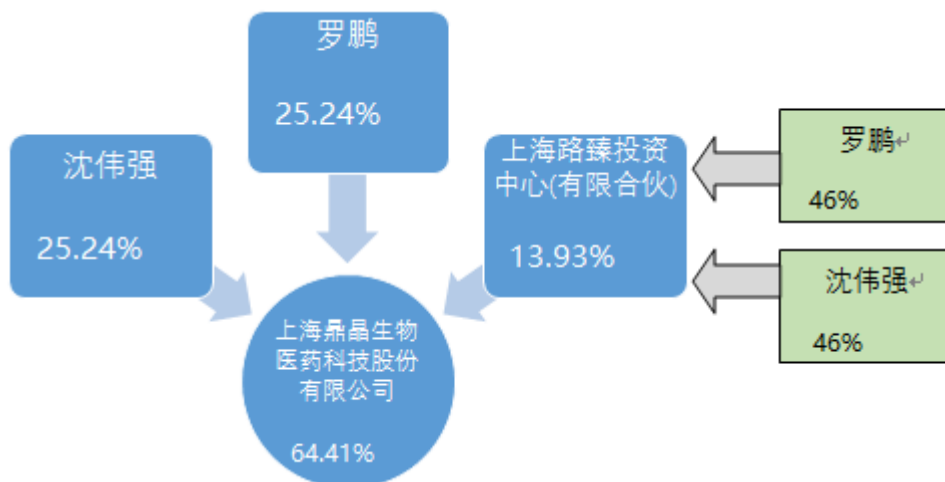 罗鹏
25.24%
沈伟强
25.24%
上海路臻投资
中心(有限合伙)
13.93%
罗鹏↵
46%
沈伟强↵
46%
上海鼎晶生物
医药科技股份
有限公司
64.41%